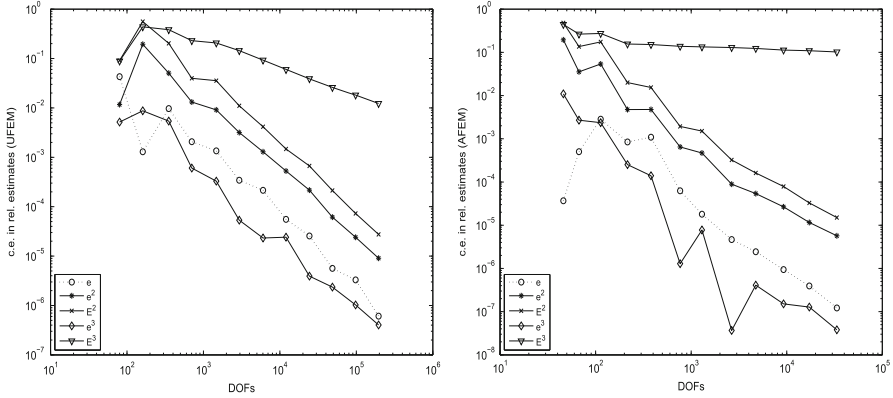 c.e. in rel. estimates (UFEM)
10^0
10^-1
10^-2
10^-3
10^-4
10^-5
10^-6
10^-7
10^1 10^2 10^3 10^4 10^5 10^6
DOFs
e
e^2
E^2
e^3
E^3
c.e. in rel. estimates (AFEM)
10^0
10^-1
10^-2
10^-3
10^-4
10^-5
10^-6
10^-7
10^-8
10^1 10^2 10^3 10^4 10^5
DOFs
e
e^2
E^2
e^3
E^3